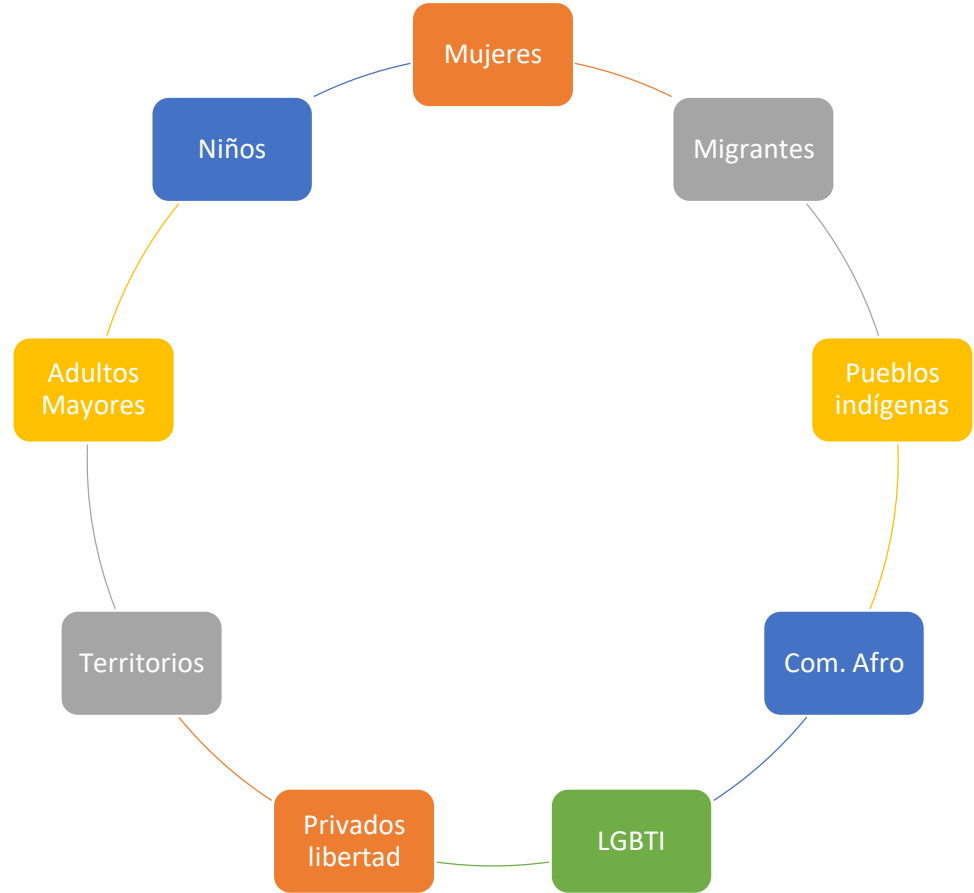 Mujeres
Migrantes
Pueblos
indígenas
Com. Afro
LGBTI
Privados
libertad
Territorios
Adultos
Mayores
Niños